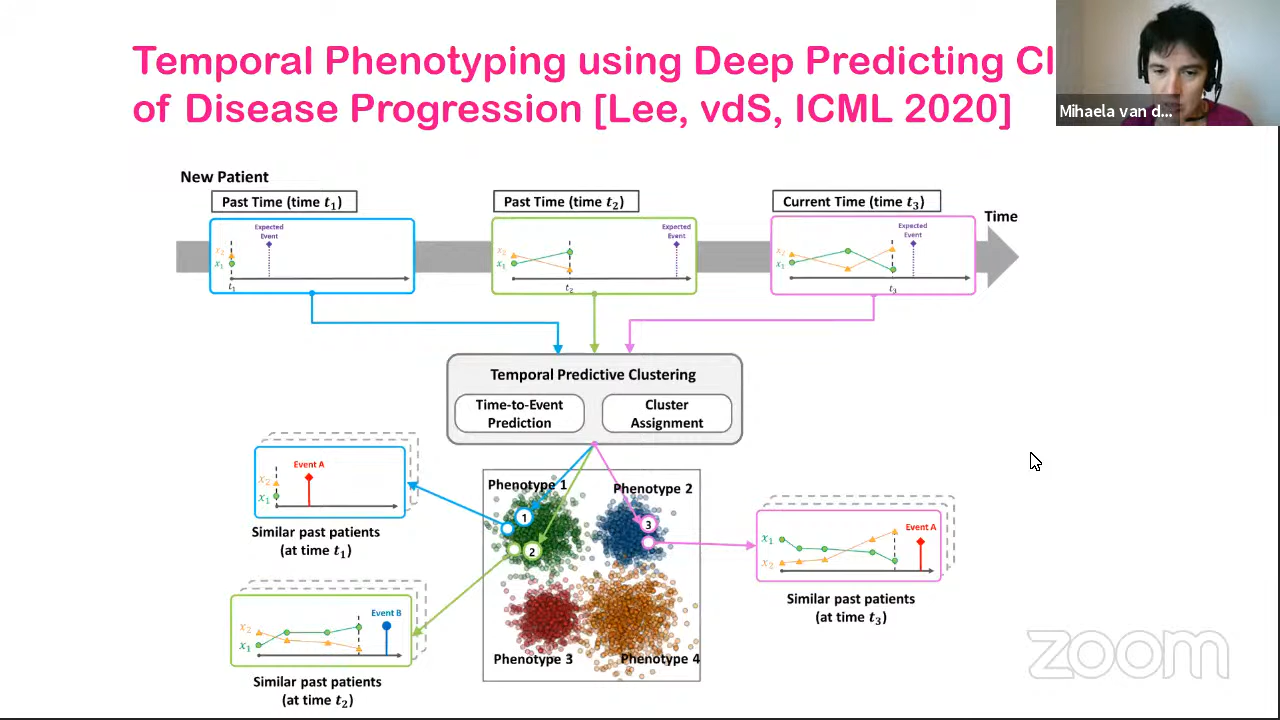 Temporal Phenotyping using Deep Predicting
of Disease Progression [Lee, vdS, ICML 2020]
Mihaela van d...
New Patient
Past Time (time t₁)
Past Time (time t₂)
Current Time (time t₃)
Time
Expected
Event
x₂
x₁
t₁
Expected
Event
x₂
x₁
t₂
Expected
Event
x₂
x₁
t₃
Temporal Predictive Clustering
Time-to-Event
Prediction
Cluster
Assignment
Event A
x₂
x₁
Similar past patients
(at time t₁)
Phenotype 1
Phenotype 2
1
2
3
Phenotype 3
Phenotype 4
Event A
x₁
x₂
Similar past patients
(at time t₃)
Event B
x₂
x₁
Similar past patients
(at time t₂)
zoom